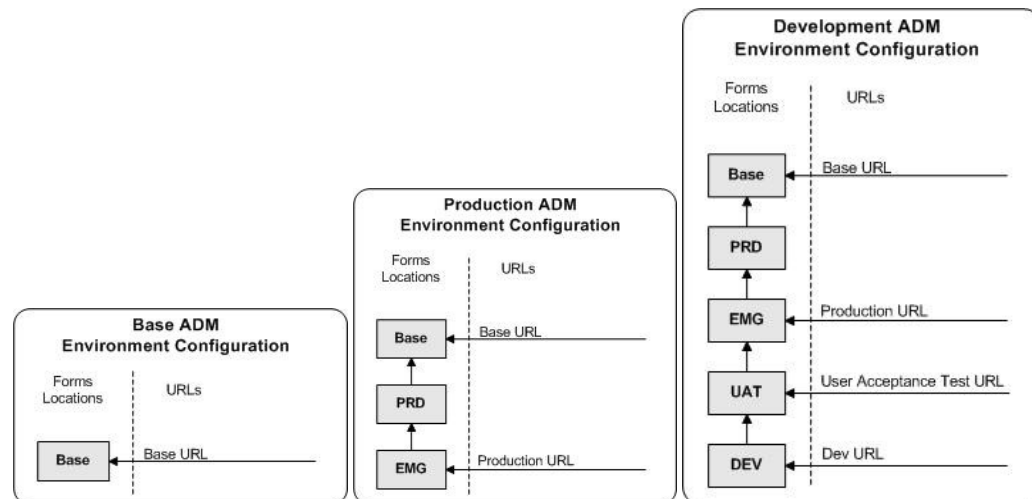 Base ADM
Environment Configuration
Forms
Locations
URLs
Base
Base URL
Production ADM
Environment Configuration
Forms
Locations
URLs
Base
Base URL
PRD
EMG
Production URL
Development ADM
Environment Configuration
Forms
Locations
URLs
Base
Base URL
PRD
EMG
Production URL
UAT
User Acceptance Test URL
DEV
Dev URL